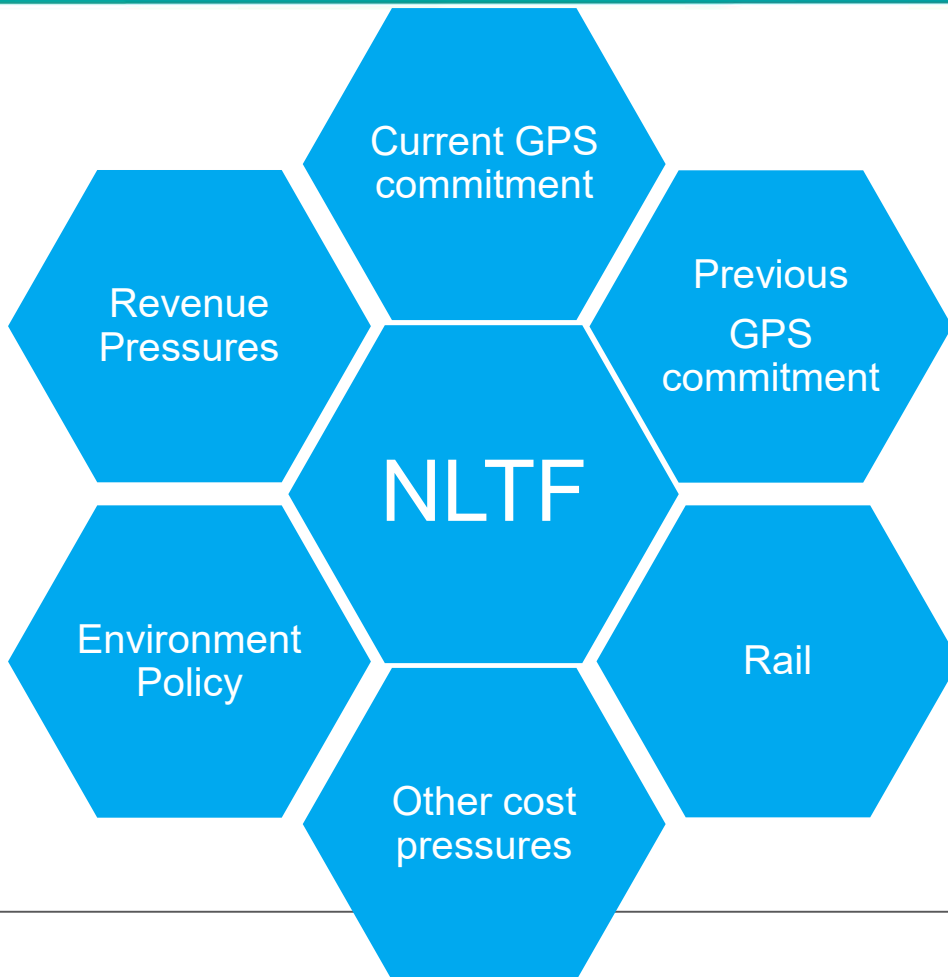 Current GPS
commitment
Previous
GPS
commitment
Revenue
Pressures
NLTF
Environment
Policy
Rail
Other cost
pressures